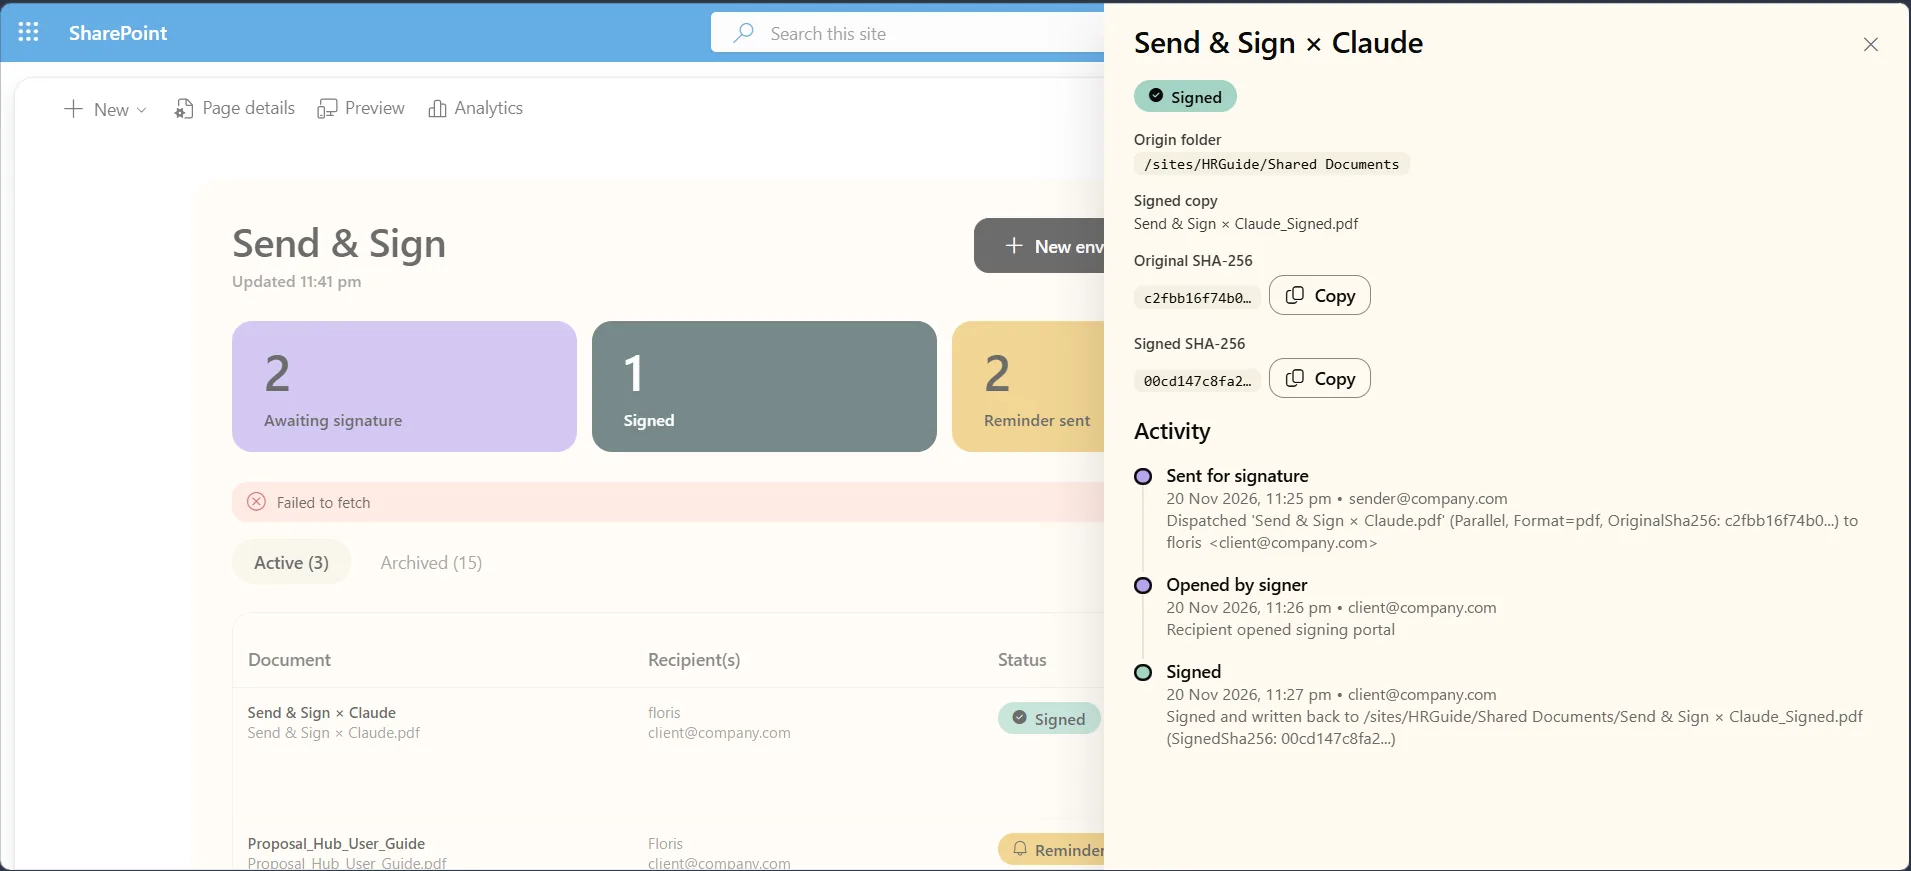 SharePoint
Search this site
New
Page details
Preview
Analytics
Send & Sign
Updated 11:41 pm
New env
2
Awaiting signature
1
Signed
2
Reminder sent
Failed to fetch
Active (3)
Archived (15)
Document
Recipient(s)
Status
Send & Sign × Claude
Send & Sign × Claude.pdf
floris
client@company.com
Signed
Proposal_Hub_User_Guide
Proposal_Hub_User_Guide.pdf
Floris
client@company.com
Reminder
Send & Sign × Claude
Signed
Origin folder
/sites/HRGuide/Shared Documents
Signed copy
Send & Sign × Claude_Signed.pdf
Original SHA-256
c2fbb16f74b0…
Copy
Signed SHA-256
00cd147c8fa2…
Copy
Activity
Sent for signature
20 Nov 2026, 11:25 pm • sender@company.com
Dispatched 'Send & Sign × Claude.pdf' (Parallel, Format=pdf, OriginalSha256: c2fbb16f74b0...) to
floris <client@company.com>
Opened by signer
20 Nov 2026, 11:26 pm • client@company.com
Recipient opened signing portal
Signed
20 Nov 2026, 11:27 pm • client@company.com
Signed and written back to /sites/HRGuide/Shared Documents/Send & Sign × Claude_Signed.pdf
(SignedSha256: 00cd147c8fa2...)